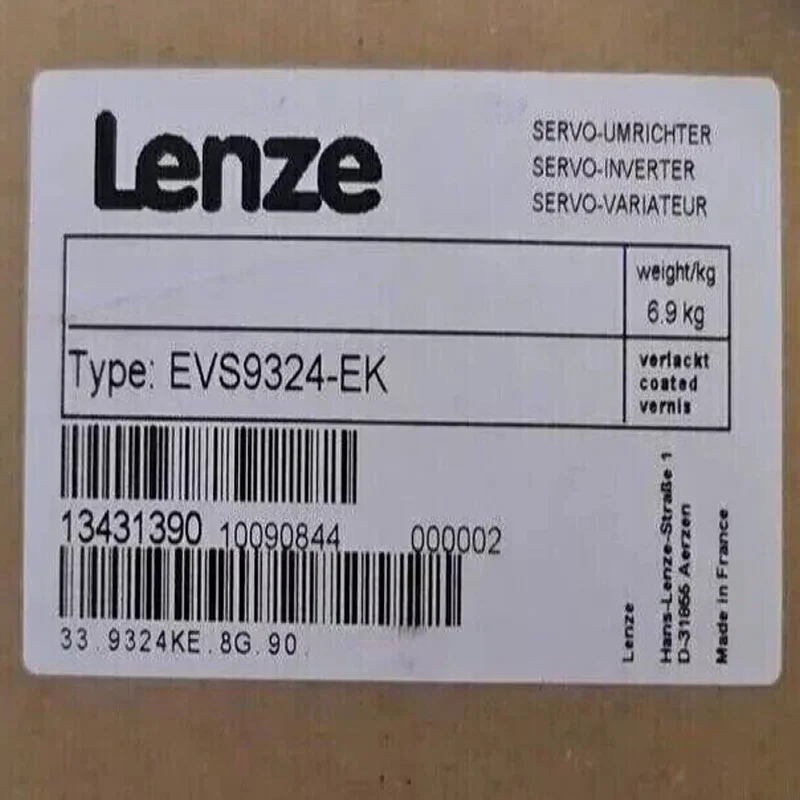 Lenze
SERVO-UMRICHTER
SERVO-INVERTER
SERVO-VARIATEUR
weight/kg
6.9 kg
Type: EVS9324-EK
verlackt
coated
vernis
13431390 10090844 000002
33.9324KE.8G.90.
Lenze
Hans-Lenze-Straße 1
D-31855 Aerzen
Made in France